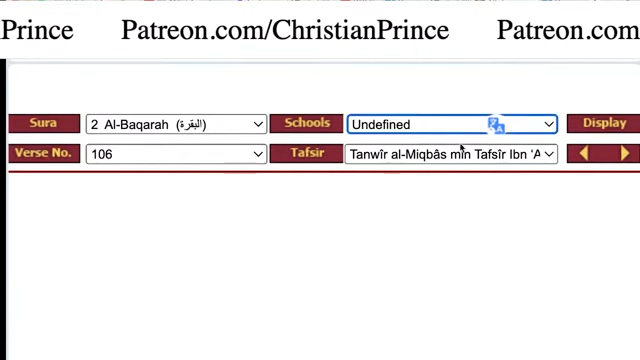 Prince Patreon.com/ChristianPrince Patreon.com
Sura 2 Al-Baqarah (البقرة) Schools Undefined Display
Verse No. 106 Tafsir Tanwîr al-Miqbâs min Tafsîr Ibn ‘A